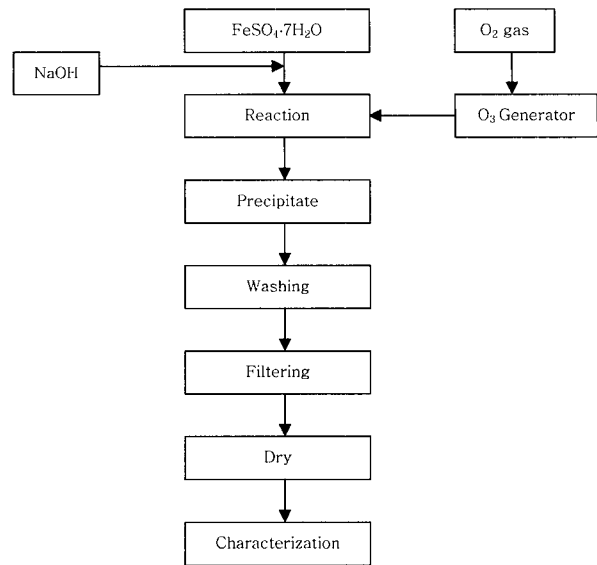 FeSO₄·7H₂O
O₂ gas
NaOH
Reaction
O₃ Generator
Precipitate
Washing
Filtering
Dry
Characterization